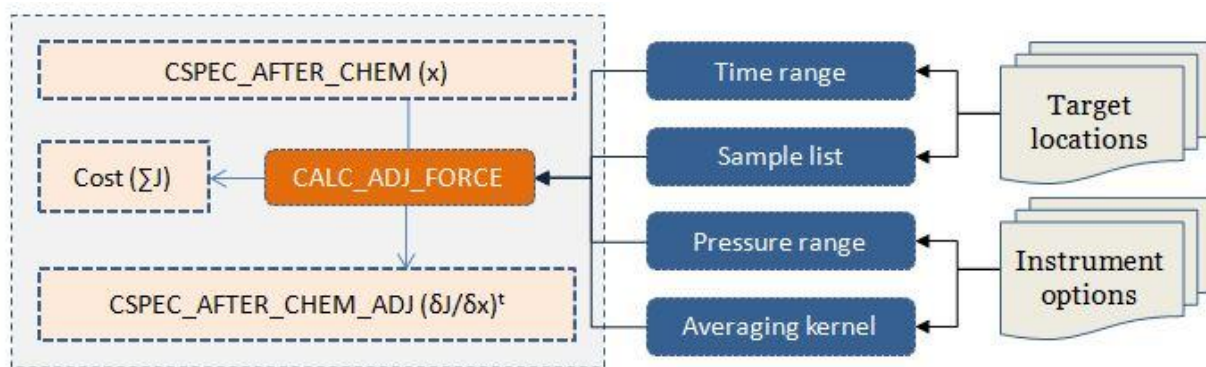 CSPEC_AFTER_CHEM (x)
Cost (∑J)
CALC_ADJ_FORCE
CSPEC_AFTER_CHEM_ADJ (δJ/δx)ᵗ
Time range
Sample list
Pressure range
Averaging kernel
Target
locations
Instrument
options